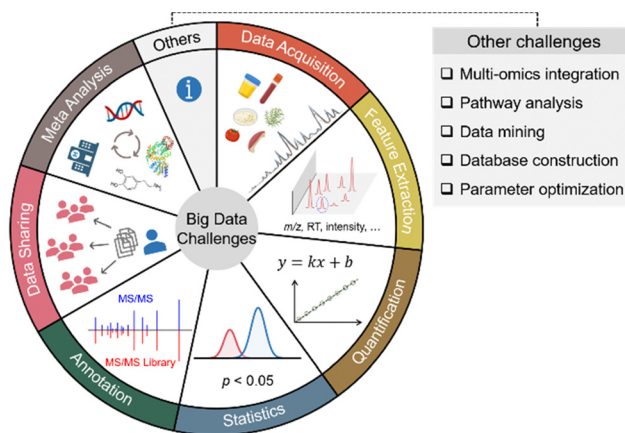 Others
Data Acquisition
Feature Extraction
m/z, RT, intensity, ...
Quantification
y = kx + b
Statistics
p < 0.05
Annotation
MS/MS
MS/MS Library
Data Sharing
Meta Analysis
Big Data
Challenges
Other challenges
Multi-omics integration
Pathway analysis
Data mining
Database construction
Parameter optimization